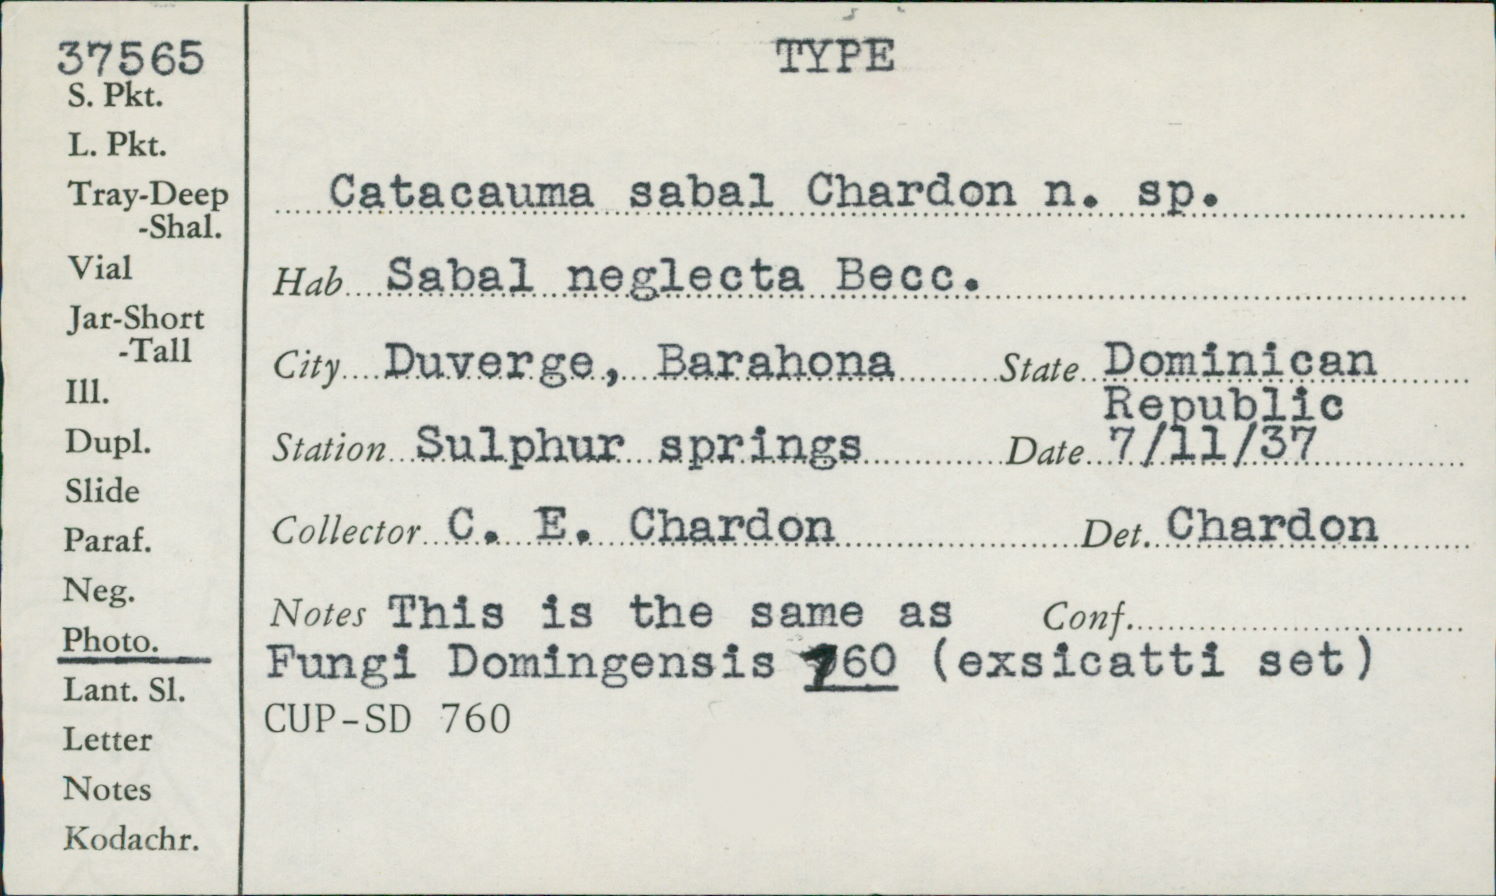 37565
S. Pkt.
L. Pkt.
Tray-Deep
-Shal.
Vial
Jar-Short
-Tall
Ill.
Dupl.
Slide
Paraf.
Neg.
Photo.
Lant. Sl.
Letter
Notes
Kodachr.
TYPE
Catacauma sabal Chardon n. sp.
Hab Sabal neglecta Becc.
City Duverge, Barahona State Dominican
Republic
Station Sulphur springs Date 7/11/37
Collector C. E. Chardon Det. Chardon
Notes This is the same as Conf.
Fungi Domingensis 760 (exsicatti set)
CUP-SD 760